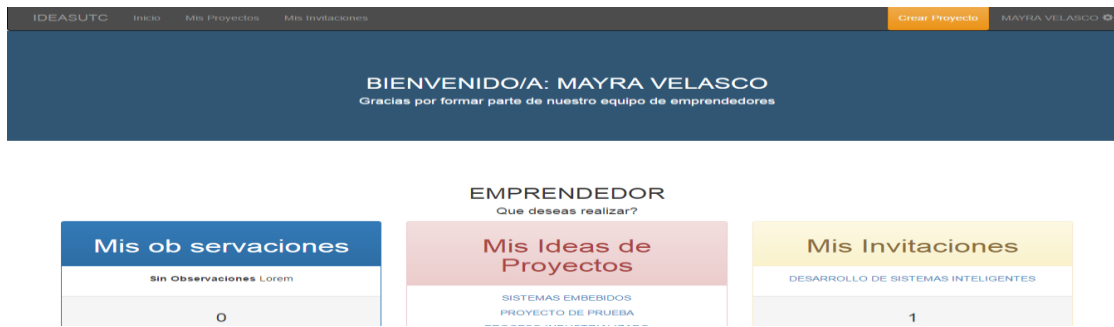 IDEASUTC Inicio Mis Proyectos Mis Invitaciones Crear Proyecto MAYRA VELASCO
BIENVENIDO/A: MAYRA VELASCO
Gracias por formar parte de nuestro equipo de emprendedores
EMPRENDEDOR
Que deseas realizar?
Mis ob servaciones
Sin Observaciones Lorem
0
Mis Ideas de
Proyectos
SISTEMAS EMBEBIDOS
PROYECTO DE PRUEBA
PROCESO INDUSTRIALIZADO
Mis Invitaciones
DESARROLLO DE SISTEMAS INTELIGENTES
1